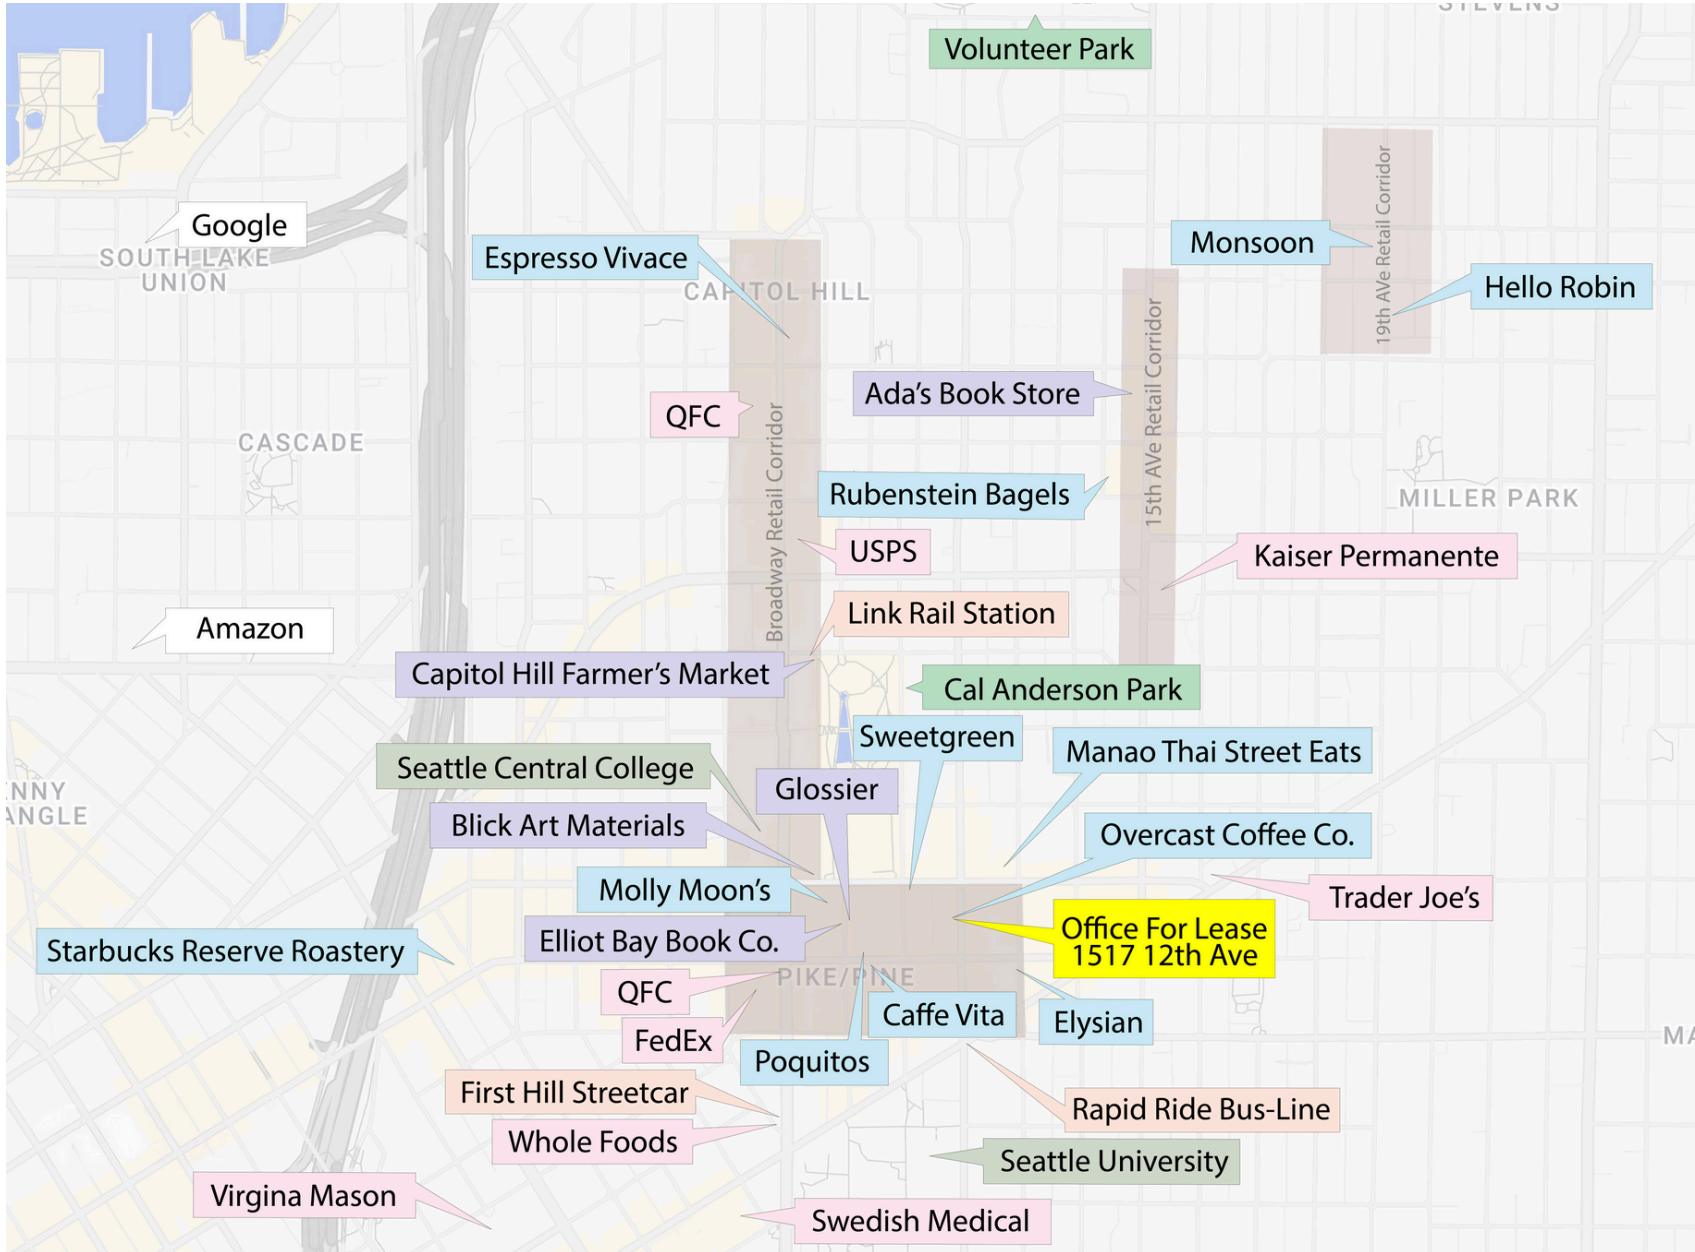 STEVENS
Volunteer Park
Google
SOUTH LAKE
UNION
Espresso Vivace
CAPITOL HILL
Monsoon
19th AVe Retail Corridor
Hello Robin
Ada's Book Store
15th AVe Retail Corridor
QFC
Broadway Retail Corridor
CASCADE
Rubenstein Bagels
MILLER PARK
USPS
Kaiser Permanente
Link Rail Station
Amazon
Capitol Hill Farmer's Market
Cal Anderson Park
Sweetgreen
Manao Thai Street Eats
Seattle Central College
Glossier
ENNY
ANGLE
Blick Art Materials
Overcast Coffee Co.
Molly Moon's
Trader Joe's
Office For Lease
1517 12th Ave
Elliot Bay Book Co.
Starbucks Reserve Roastery
PIKE/PINE
QFC
Caffe Vita
Elysian
FedEx
MA
Poquitos
First Hill Streetcar
Rapid Ride Bus-Line
Whole Foods
Seattle University
Virgina Mason
Swedish Medical